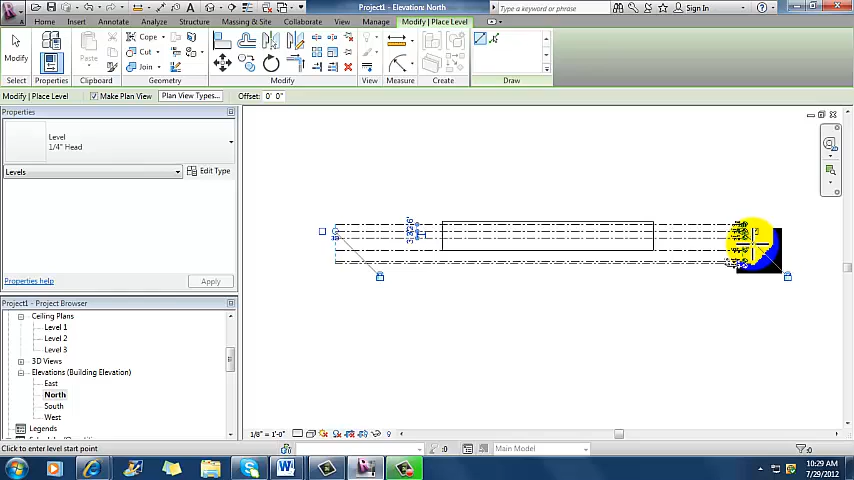 Project1 - Elevation: North
Type a keyword or phrase
Sign In
Home
Insert
Annotate
Analyze
Structures
Massing & Site
Collaborate
View
Manage
Modify | Place Level
Modify
Paste
Cope
Cut
Join
Select
Properties
Clipboard
Geometry
Modify
View
Measure
Create
Draw
Modify | Place Level
Make Plan View
Plan View Types...
Offset: 0' 0"
Properties
Level
1/4" Head
Levels
Edit Type
Properties help
Apply
Project1 - Project Browser
Ceiling Plans
Level 1
Level 2
Level 3
3D Views
Elevations (Building Elevation)
East
North
South
West
Legends
1/8" = 1'-0"
Click to enter level start point
:0
Main Model
:0
10:29 AM
7/29/2012